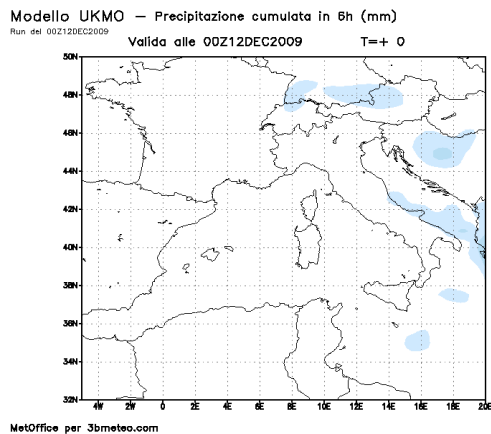 Modello UKMO – Precipitazione cumulata in 6h (mm)
Run del 00Z12DEC2009
Valida alle 00Z12DEC2009 T=+ 0
50N
48N
46N
44N
42N
40N
38N
36N
34N
32N
4W 2W 0 2E 4E 6E 8E 10E 12E 14E 16E 18E 20E
MetOffice per 3bmeteo.com